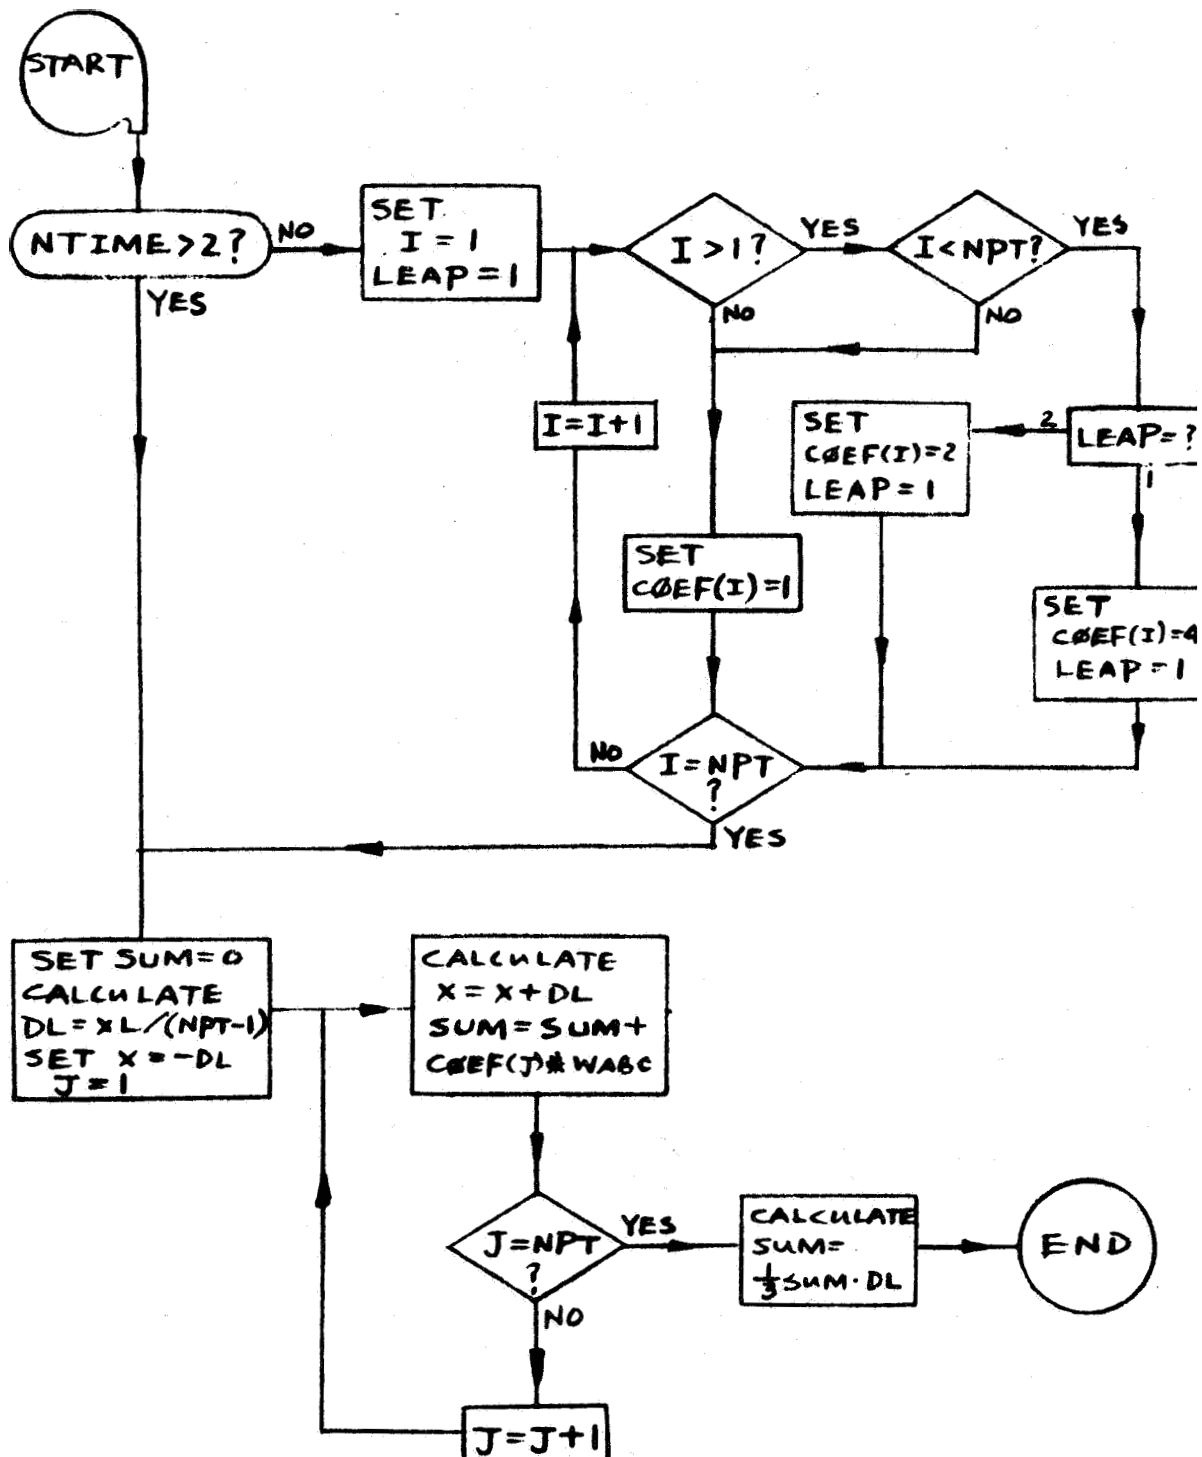 START
NTIME>2?
NO
YES
SET
I = 1
LEAP = 1
I>1?
YES
NO
I<NPT?
YES
NO
I=I+1
SET
CØEF(I)=2
LEAP = 1
2
LEAP=?
1
SET
CØEF(I)=1
SET
CØEF(I)=4
LEAP = 1
NO
I=NPT
?
YES
SET SUM=0
CALCULATE
DL=XL/(NPT-1)
SET X=-DL
J=1
CALCULATE
X=X+DL
SUM=SUM+
CØEF(J)*WABC
J=NPT
?
YES
NO
CALCULATE
SUM=
⅓SUM·DL
END
J=J+1